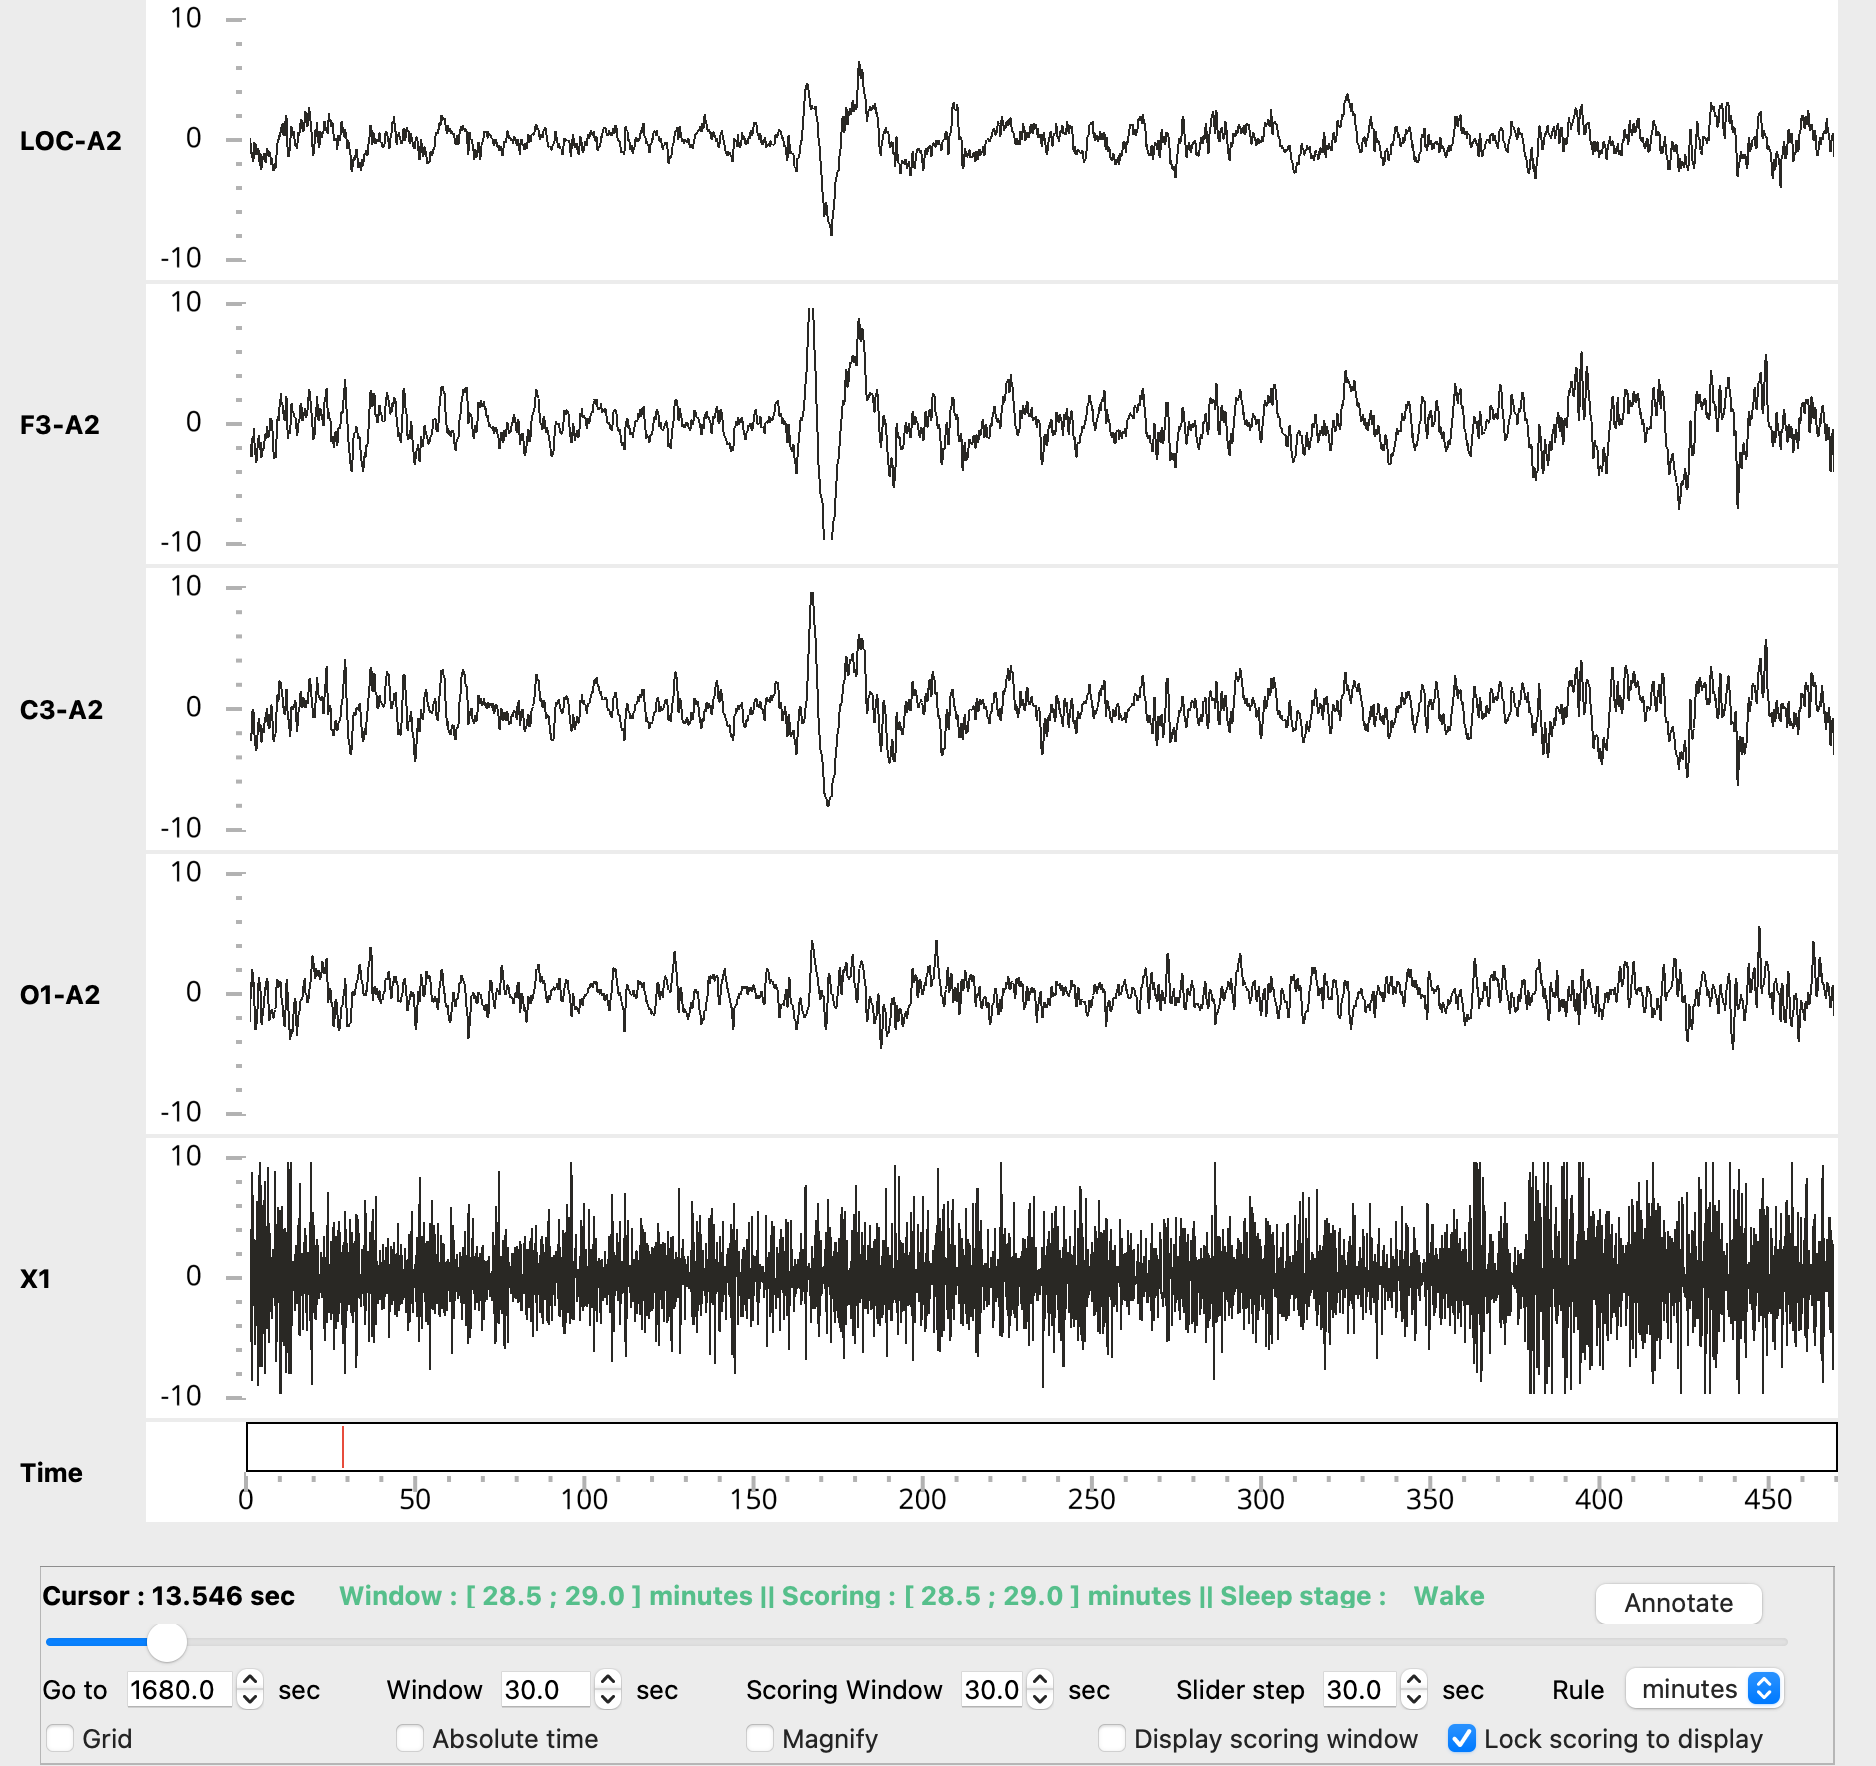 10
LOC-A2
0
-10
10
F3-A2
0
-10
10
C3-A2
0
-10
10
O1-A2
0
-10
10
X1
0
-10
Time
0 50 100 150 200 250 300 350 400 450
Cursor : 13.546 sec Window : [ 28.5 ; 29.0 ] minutes || Scoring : [ 28.5 ; 29.0 ] minutes || Sleep stage : Wake Annotate
Go to 1680.0 sec Window 30.0 sec Scoring Window 30.0 sec Slider step 30.0 sec Rule minutes
Grid Absolute time Magnify Display scoring window Lock scoring to display